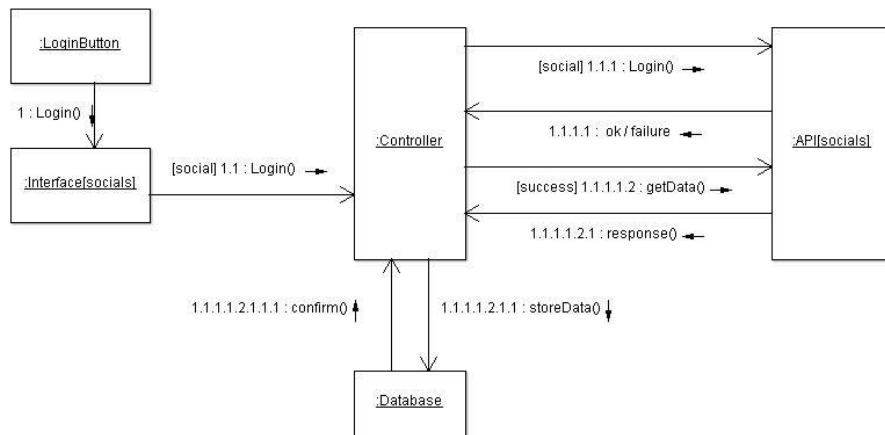 :LoginButton
1 : Login()
:Interface[socials]
[social] 1.1 : Login()
:Controller
[social] 1.1.1 : Login()
1.1.1.1 : ok / failure
[success] 1.1.1.1.2 : getData()
1.1.1.1.2.1 : response()
:API[socials]
1.1.1.1.2.1.1.1 : confirm()
1.1.1.1.2.1.1 : storeData()
:Database